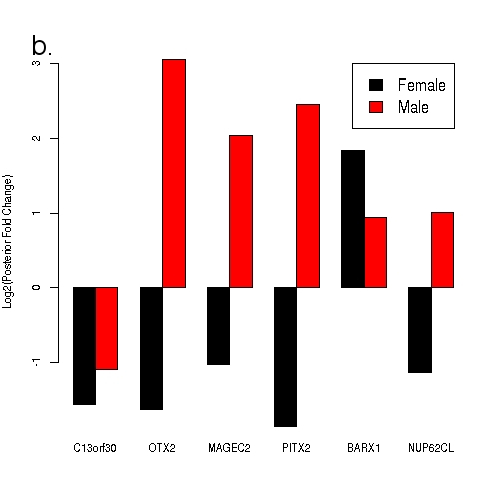 b.
Log2(Posterior Fold Change)
3
2
1
0
-1
Female
Male
C13orf30 OTX2 MAGEC2 PITX2 BARX1 NUP62CL